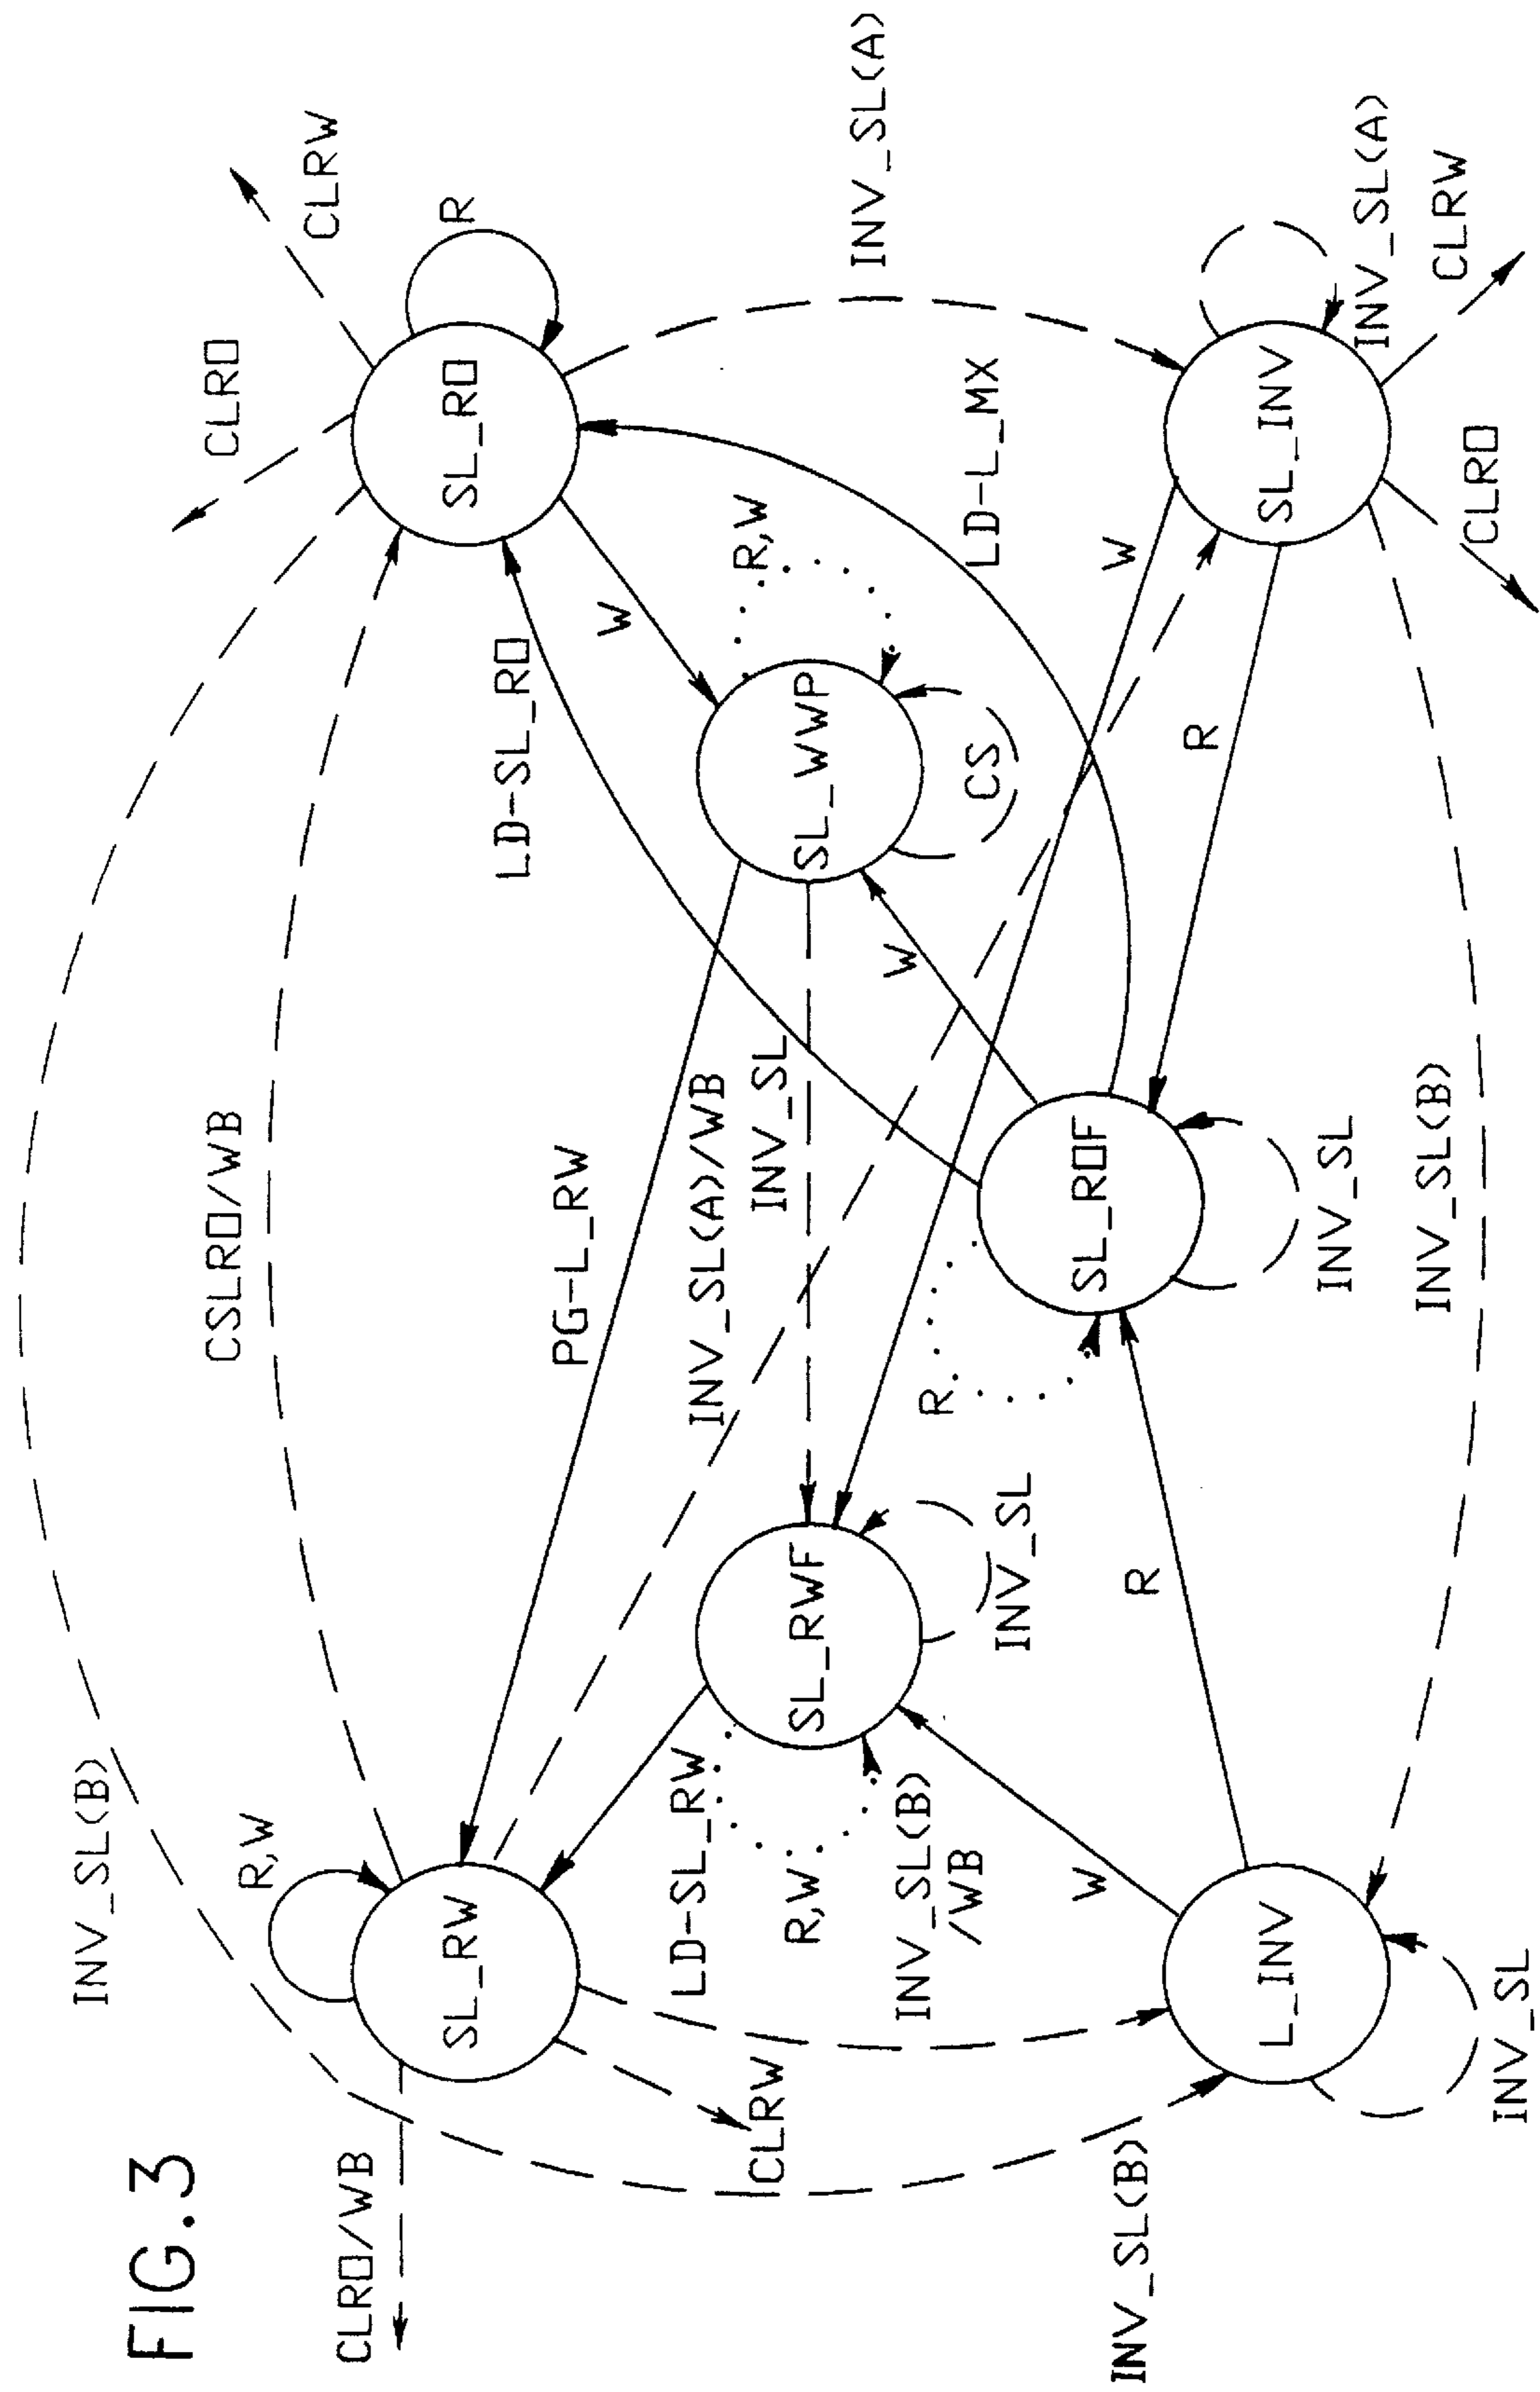 FIG.3
INV_SL(B)
CSLRO/WB
CLRO
R,W
CLRW
CLRO/WB
SL_RW
SL_RO
R
LD-SL_RO
PG-L_RW
W
LD-SL_RW
INV_SL(A)/WB
R,W
CLRW
INV_SL
R,W
SL_RWF
SL_WWP
INV_SL(A)
W
INV_SL(B)
/WB
R
CS
LD-L_MX
INV_SL
W
SL_ROF
W
INV_SL(B)
R
R
L_INV
SL_INV
INV_SL
INV_SL(A)
INV_SL(B)
CLRW
CLRO
INV_SL